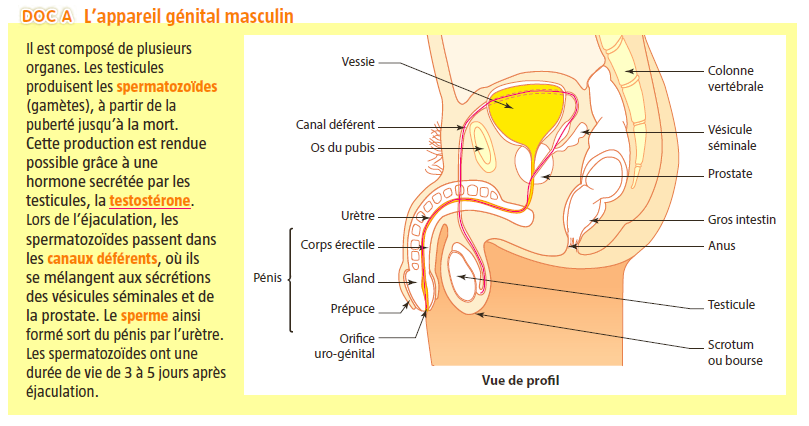 DOC A L'appareil génital masculin
Il est composé de plusieurs
organes. Les testicules
produisent les spermatozoïdes
(gamètes), à partir de la
puberté jusqu'à la mort.
Cette production est rendue
possible grâce à une
hormone secrétée par les
testicules, la testostérone.
Lors de l'éjaculation, les
spermatozoïdes passent dans
les canaux déférents, où ils
se mélangent aux sécrétions
des vésicules séminales et de
la prostate. Le sperme ainsi
formé sort du pénis par l'urètre.
Les spermatozoïdes ont une
durée de vie de 3 à 5 jours après
éjaculation.
Vessie
Canal déférent
Os du pubis
Urètre
Corps érectile
Pénis
Gland
Prépuce
Orifice
uro-génital
Colonne
vertébrale
Vésicule
séminale
Prostate
Gros intestin
Anus
Testicule
Scrotum
ou bourse
Vue de profil